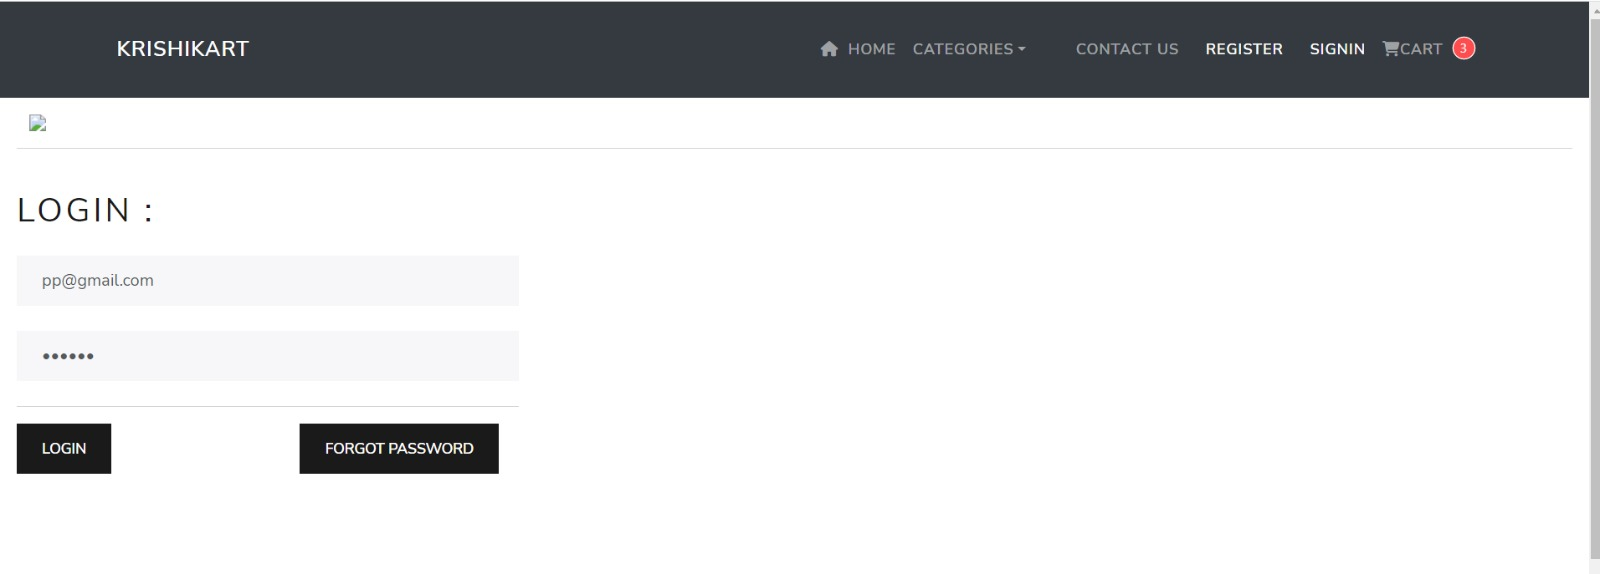 KRISHIKART HOME CATEGORIES CONTACT US REGISTER SIGNIN CART 3
LOGIN :
pp@gmail.com
••••••
LOGIN FORGOT PASSWORD